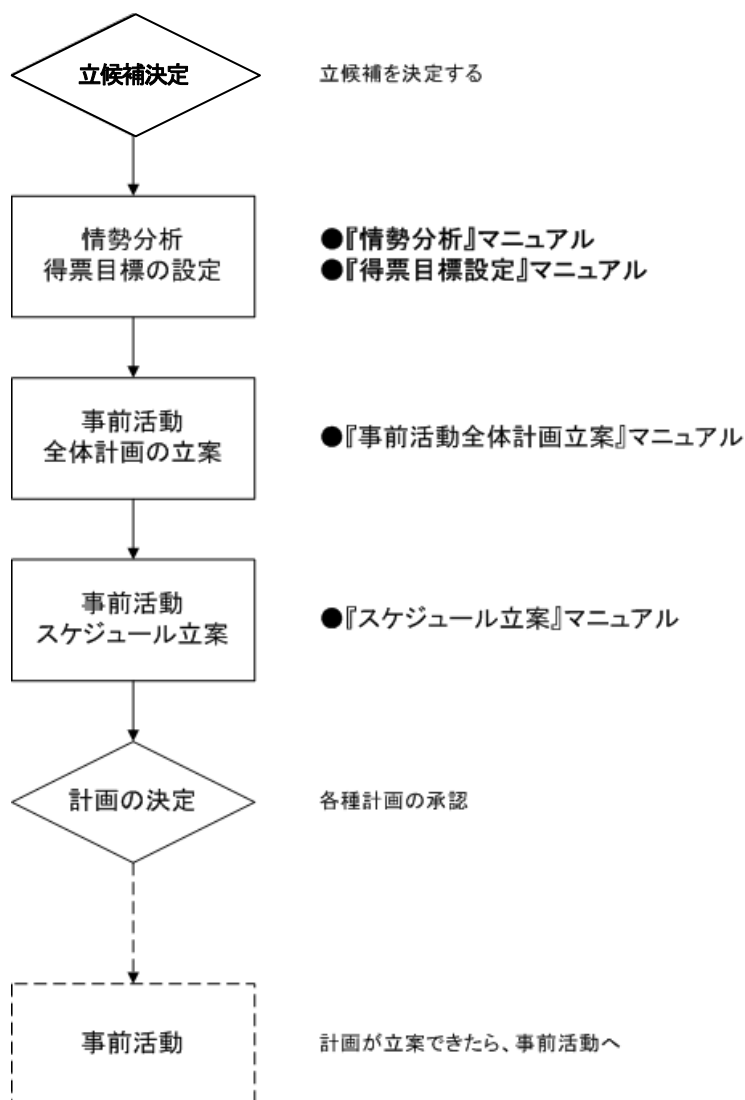 立候補決定
立候補を決定する
情勢分析
得票目標の設定
●『情勢分析』マニュアル
●『得票目標設定』マニュアル
事前活動
全体計画の立案
●『事前活動全体計画立案』マニュアル
事前活動
スケジュール立案
●『スケジュール立案』マニュアル
計画の決定
各種計画の承認
事前活動
計画が立案できたら、事前活動へ